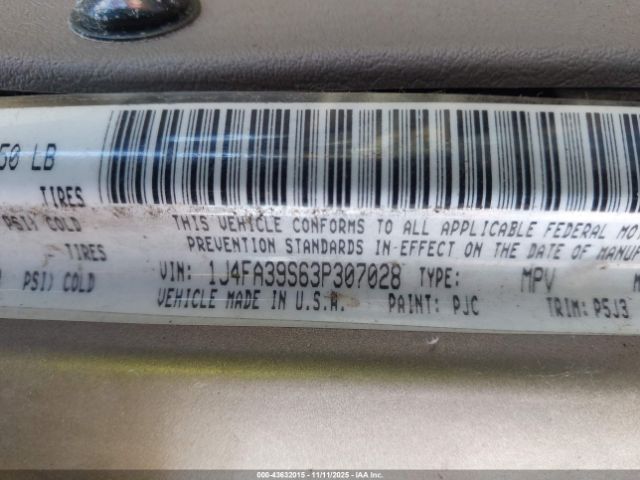 50 LB
TIRES
PSI) COLD
TIRES
PSI) COLD
THIS VEHICLE CONFORMS TO ALL APPLICABLE FEDERAL MO
PREVENTION STANDARDS IN-EFFECT ON THE DATE OF MANUF
VIN: 1J4FA39S63P307028 TYPE: MPV
VEHICLE MADE IN U.S.A. PAINT: PJC TRIM: P5J3
000-43632015 - 11/11/2025 - IAAI.com